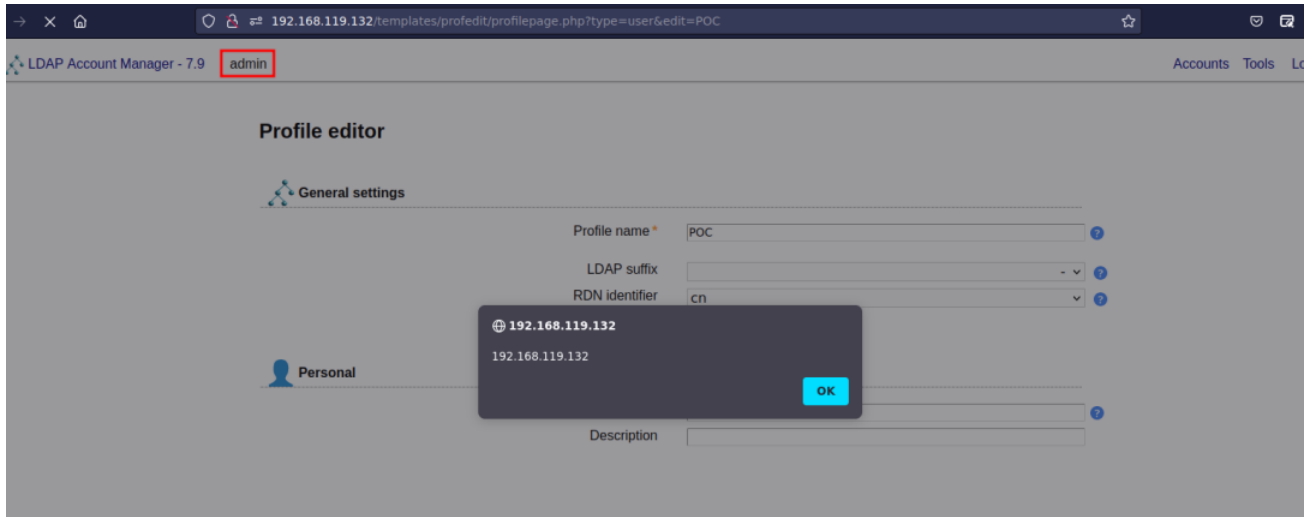 192.168.119.132/templates/profedit/profilepage.php?type=user&edit=POC
LDAP Account Manager - 7.9 admin Accounts Tools
Profile editor
General settings
Profile name* POC
LDAP suffix -
RDN identifier cn
192.168.119.132
192.168.119.132
OK
Personal
Description